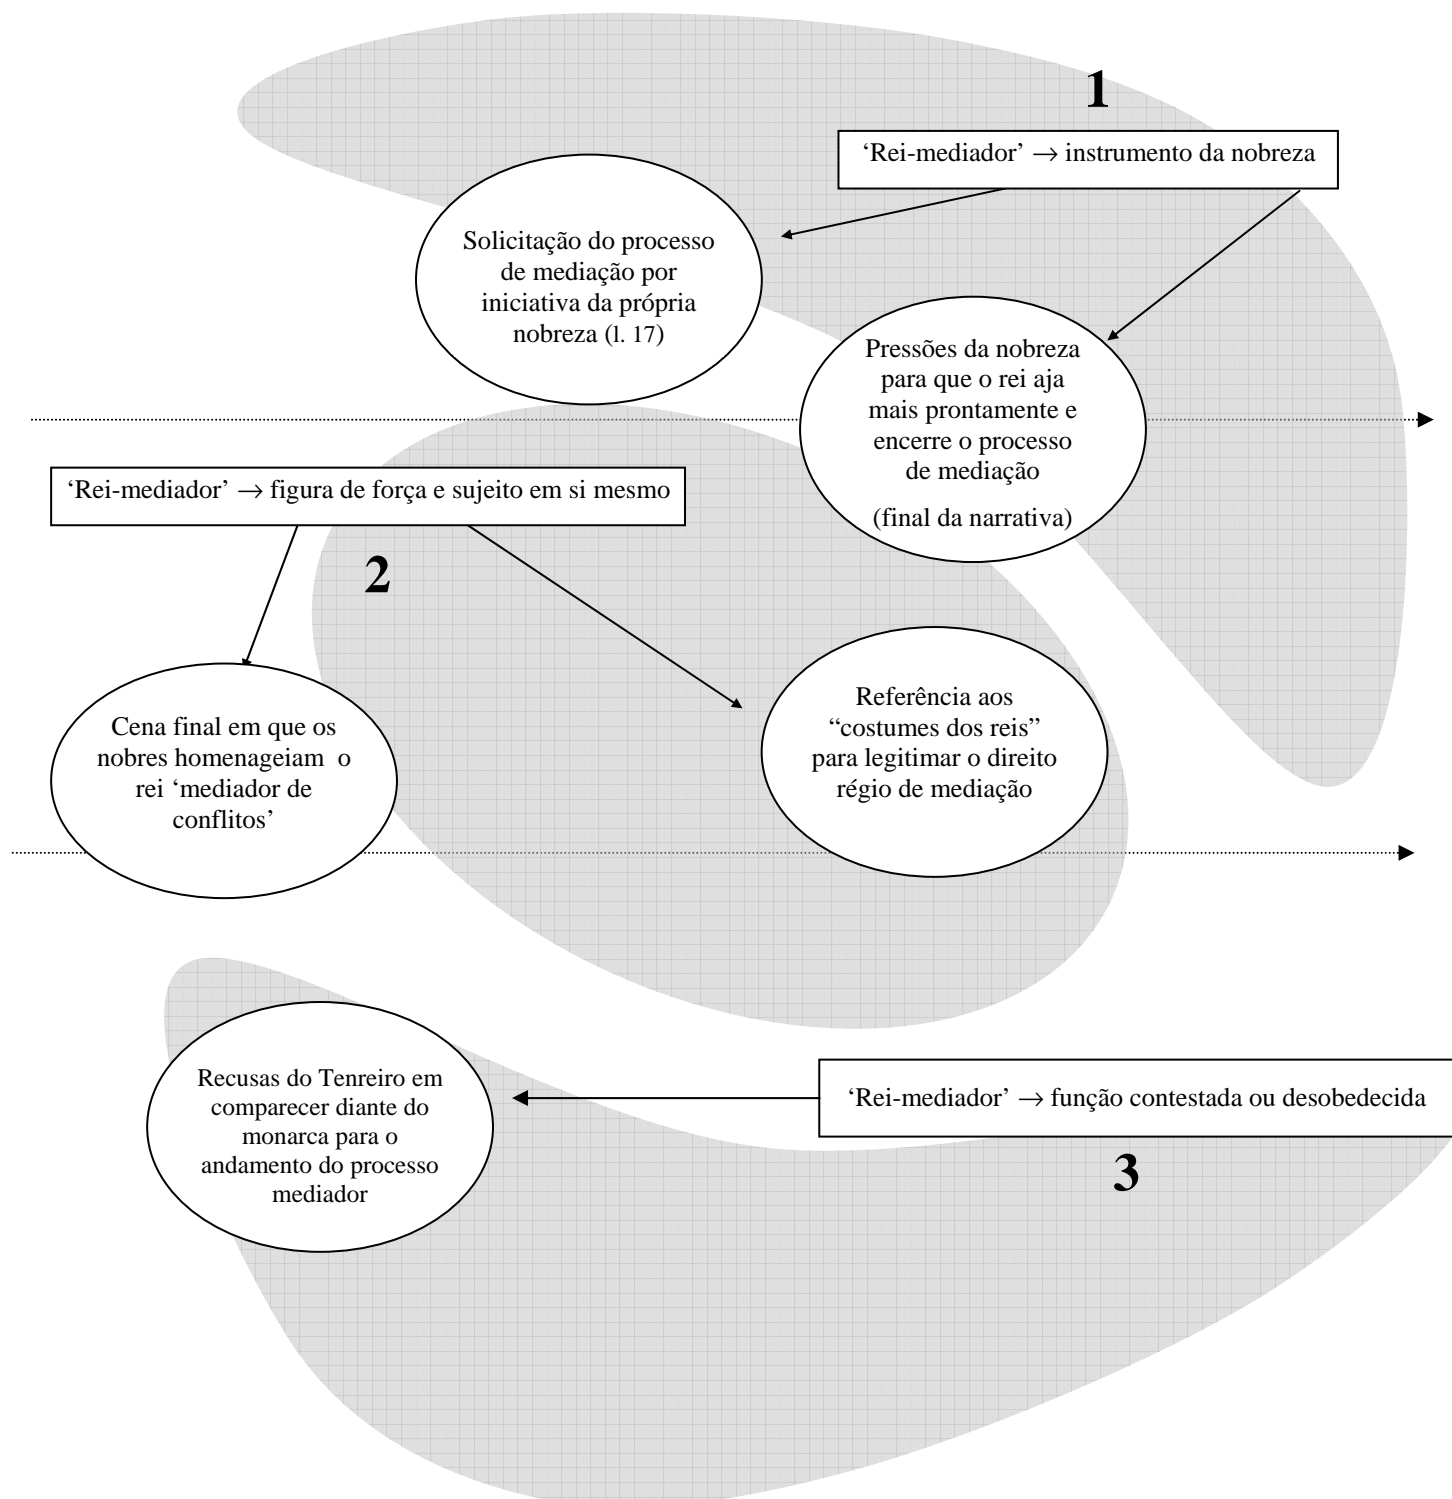 1
‘Rei-mediador’ → instrumento da nobreza
Solicitação do processo
de mediação por
iniciativa da própria
nobreza (l. 17)
Pressões da nobreza
para que o rei aja
mais prontamente e
encerre o processo
de mediação
(final da narrativa)
‘Rei-mediador’ → figura de força e sujeito em si mesmo
2
Cena final em que os
nobres homenageiam o
rei ‘mediador de
conflitos’
Referência aos
“costumes dos reis”
para legitimar o direito
régio de mediação
Recusas do Tenreiro em
comparecer diante do
monarca para o
andamento do processo
mediador
‘Rei-mediador’ → função contestada ou desobedecida
3